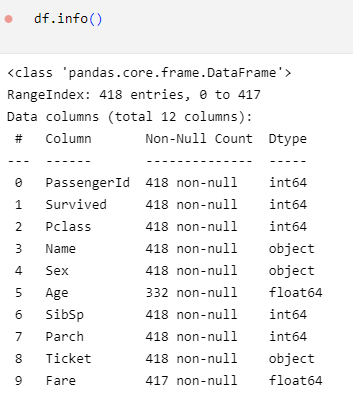 df.info()
<class 'pandas.core.frame.DataFrame'>
RangeIndex: 418 entries, 0 to 417
Data columns (total 12 columns):
 #   Column       Non-Null Count  Dtype
---  ------       --------------  -----
 0   PassengerId  418 non-null    int64
 1   Survived     418 non-null    int64
 2   Pclass       418 non-null    int64
 3   Name         418 non-null    object
 4   Sex          418 non-null    object
 5   Age          332 non-null    float64
 6   SibSp        418 non-null    int64
 7   Parch        418 non-null    int64
 8   Ticket       418 non-null    object
 9   Fare         417 non-null    float64